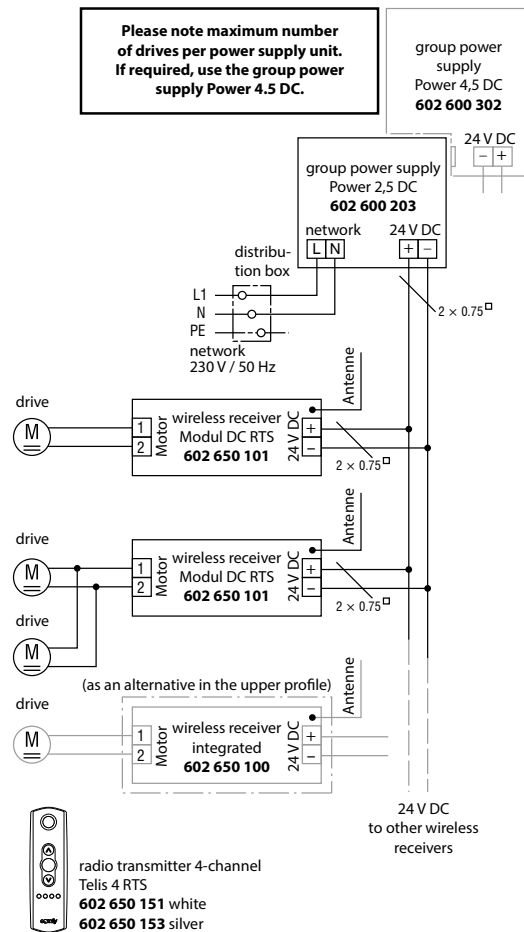 Please note maximum number
of drives per power supply unit.
If required, use the group power
supply Power 4.5 DC.
group power
supply
Power 4,5 DC
602 600 302
24 V DC
− +
group power supply
Power 2,5 DC
602 600 203
network 24 V DC
L N + −
distribu-
tion box
L1
N
PE
network
230 V / 50 Hz
2 × 0.75
drive
M
1
2
Motor
wireless receiver
Modul DC RTS
602 650 101
24 V DC
+
−
Antenne
2 × 0.75
drive
M
M
1
2
Motor
wireless receiver
Modul DC RTS
602 650 101
24 V DC
+
−
Antenne
2 × 0.75
(as an alternative in the upper profile)
drive
M
1
2
Motor
wireless receiver
integrated
602 650 100
24 V DC
+
−
Antenne
24 V DC
to other wireless
receivers
radio transmitter 4-channel
Telis 4 RTS
602 650 151 white
602 650 153 silver
somfy